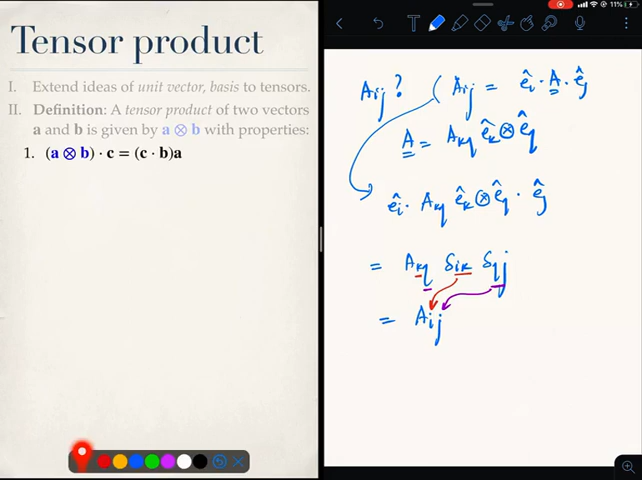 11%
Tensor product
I. Extend ideas of unit vector, basis to tensors.
II. Definition: A tensor product of two vectors
a and b is given by a ⊗ b with properties:
1. (a ⊗ b) · c = (c · b)a
Aij ? ( Aij = êi · A · êj
A = Akq êk ⊗ êq
êi · Akq êk ⊗ êq · êj
= Akq δik δqj
= Aij